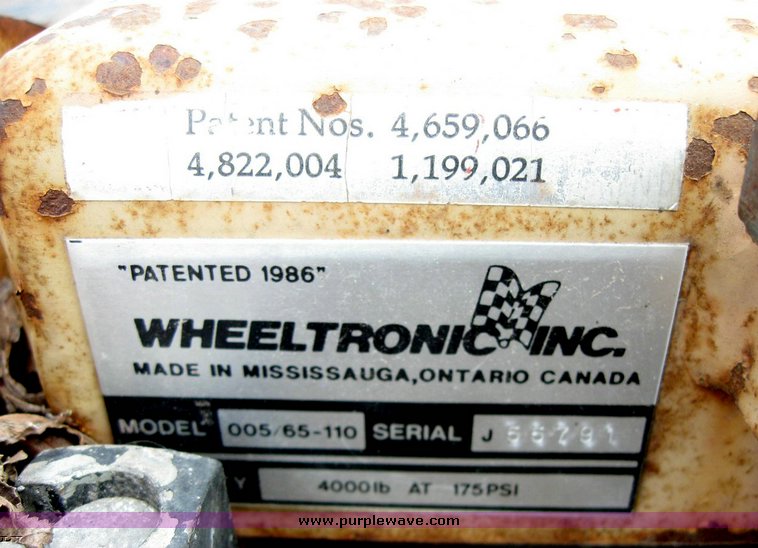 Patent Nos. 4,659,066
4,822,004 1,199,021
"PATENTED 1986"
WHEELTRONIC INC.
MADE IN MISSISSAUGA, ONTARIO CANADA
MODEL 005/65-110 SERIAL J
Y 4000lb AT 175PSI
www.purplewave.com